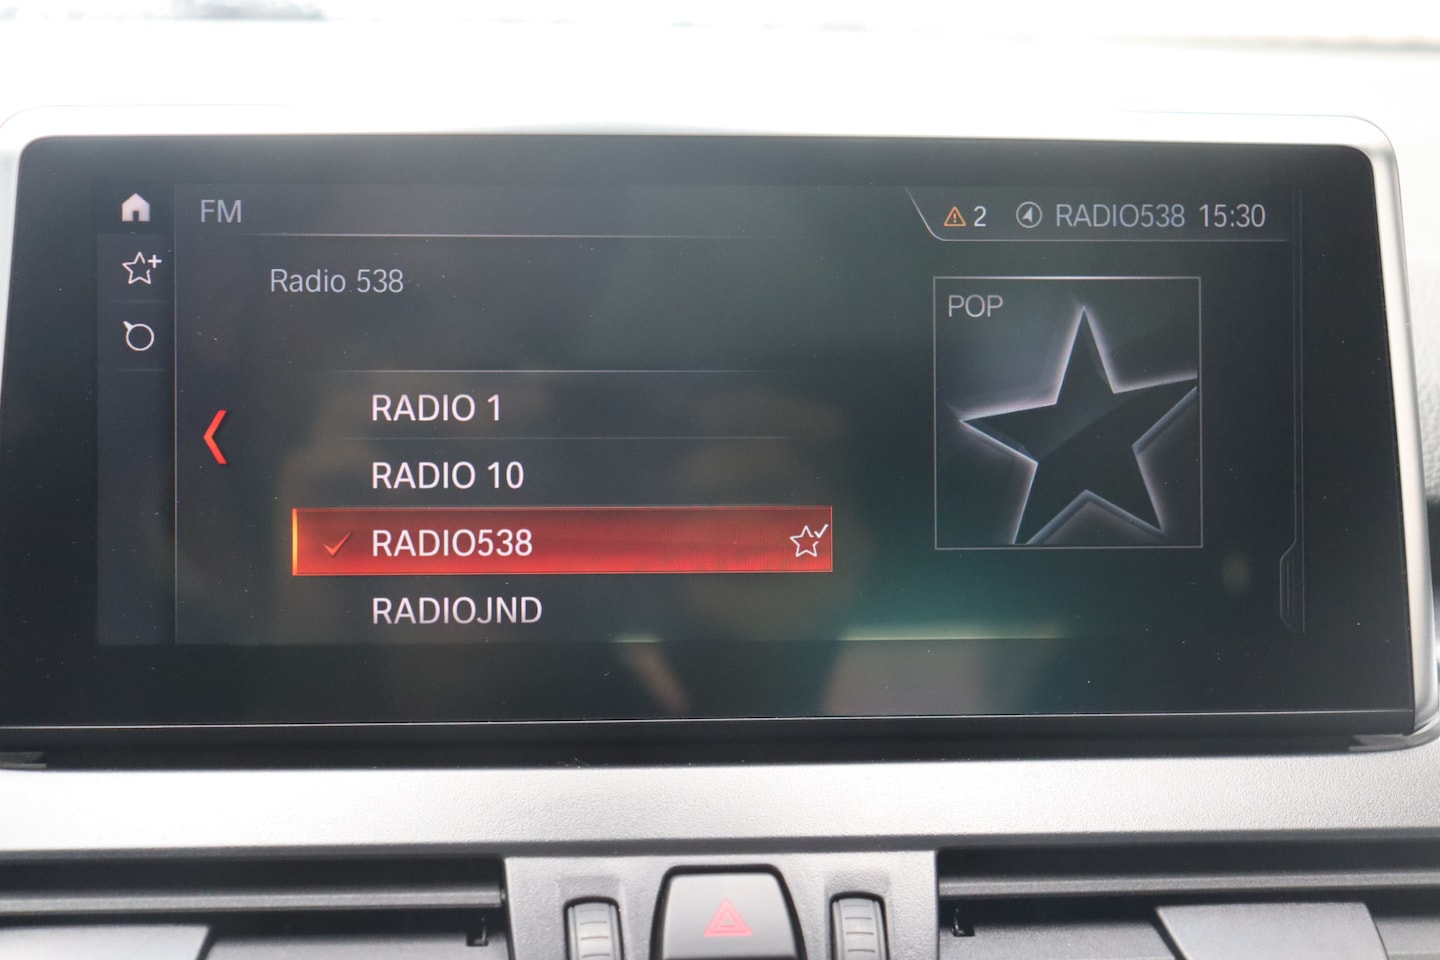 FM
2 RADIO538 15:30
Radio 538
POP
RADIO 1
RADIO 10
RADIO538
RADIOJND